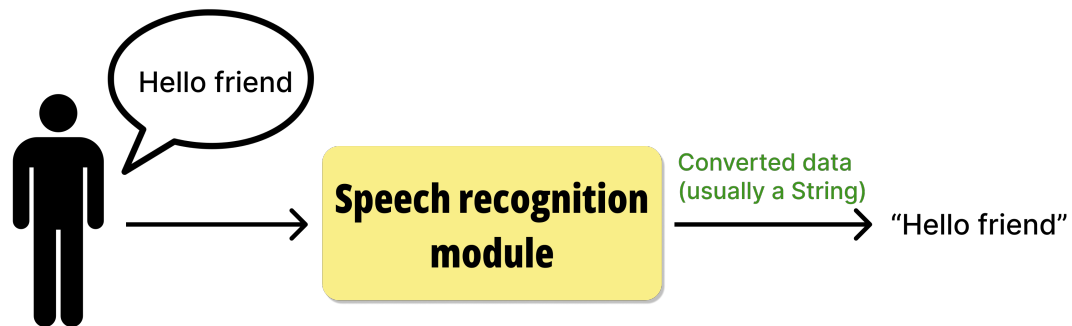 Hello friend
Speech recognition
module
Converted data
(usually a String)
“Hello friend”